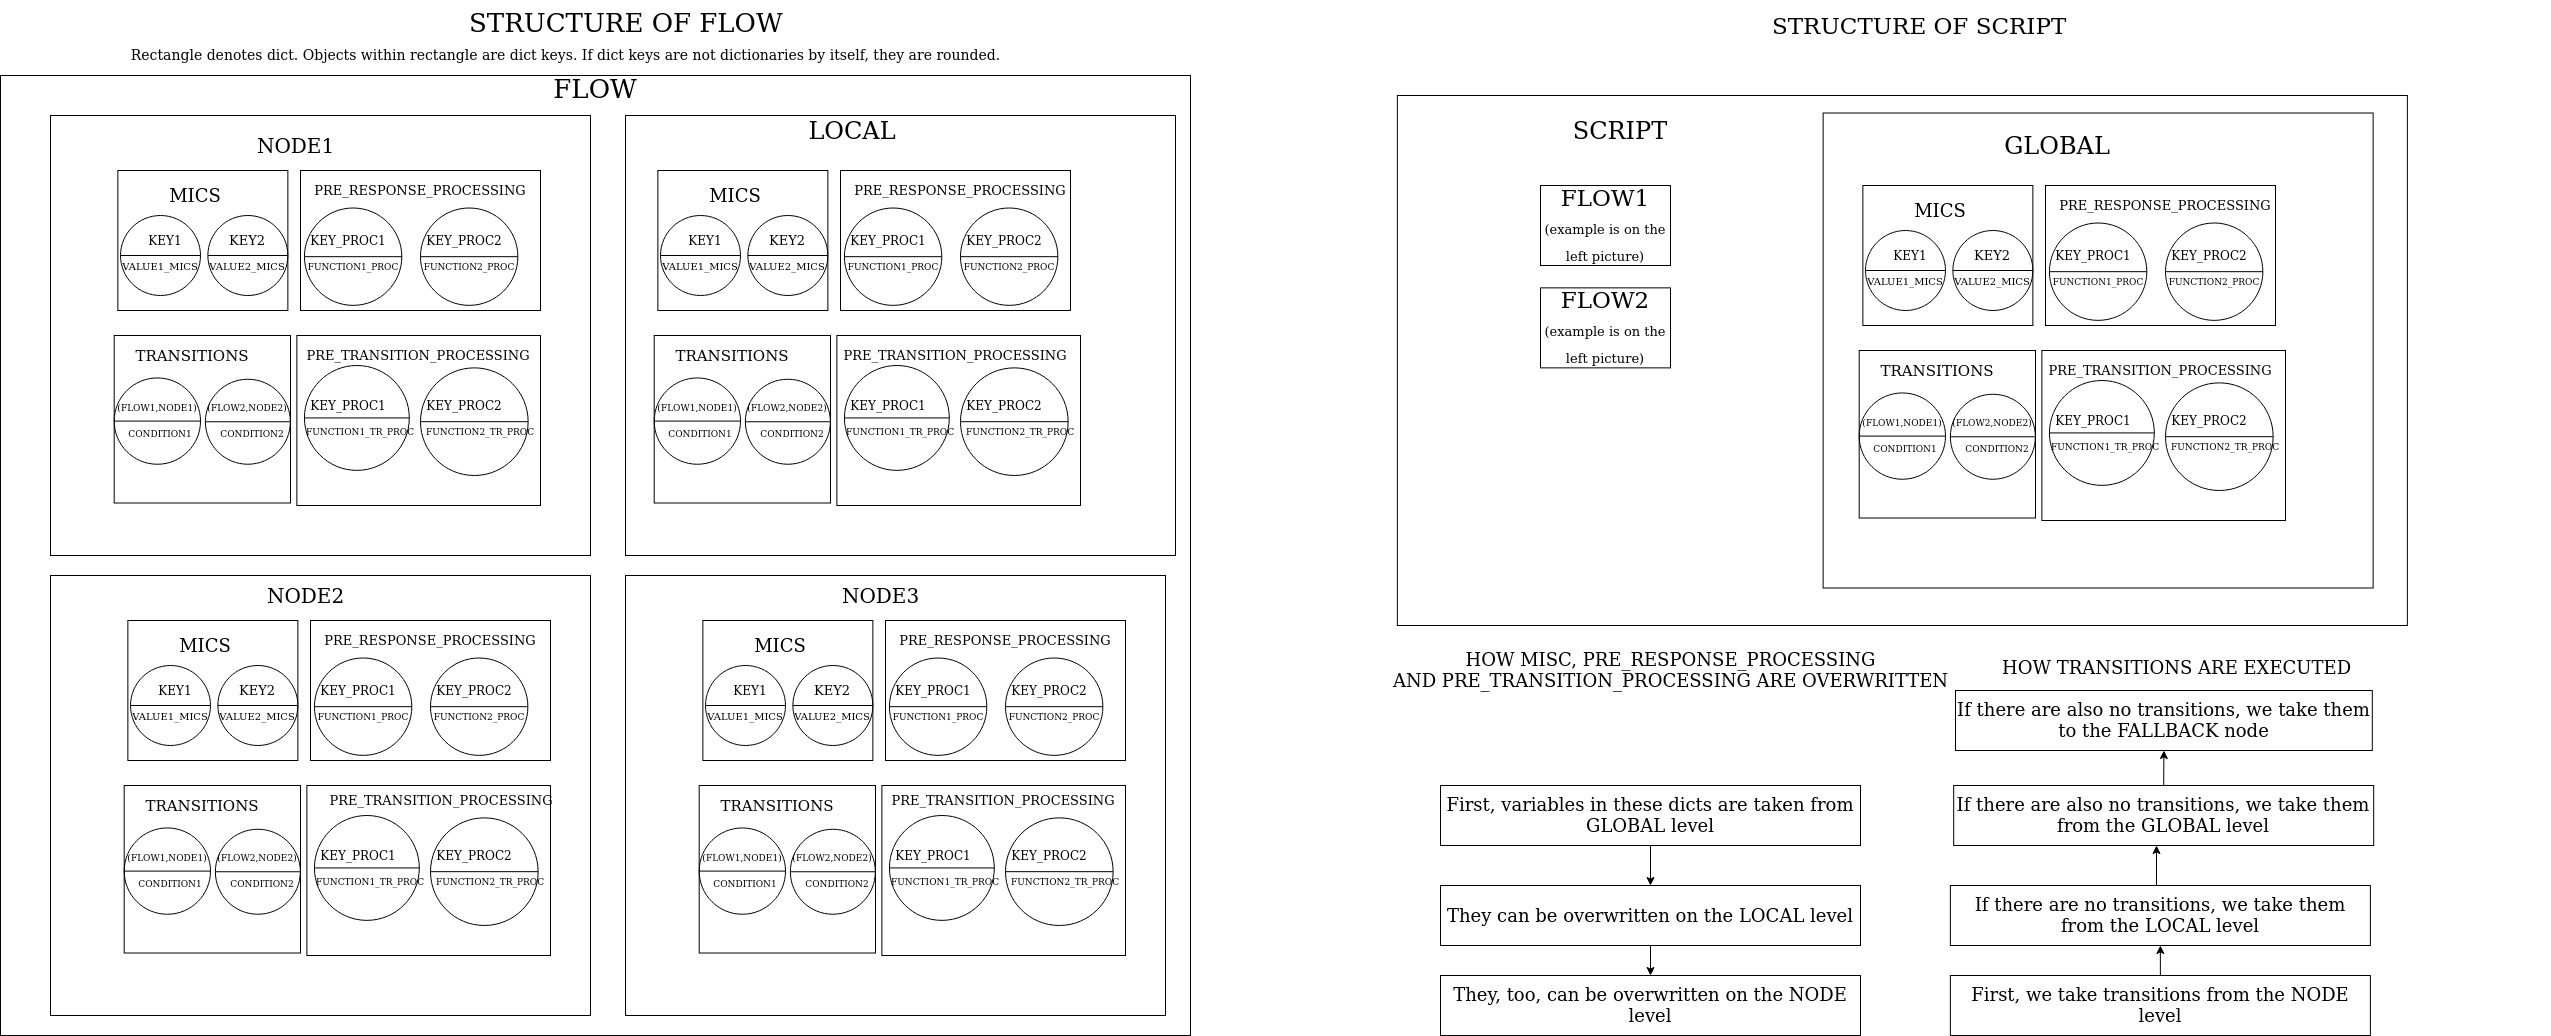 STRUCTURE OF FLOW
Rectangle denotes dict. Objects within rectangle are dict keys. If dict keys are not dictionaries by itself, they are rounded.
FLOW
NODE1
MICS
KEY1
VALUE1_MICS
KEY2
VALUE2_MICS
PRE_RESPONSE_PROCESSING
KEY_PROC1
FUNCTION1_PROC
KEY_PROC2
FUNCTION2_PROC
TRANSITIONS
(FLOW1,NODE1)
CONDITION1
(FLOW2,NODE2)
CONDITION2
PRE_TRANSITION_PROCESSING
KEY_PROC1
FUNCTION1_TR_PROC
KEY_PROC2
FUNCTION2_TR_PROC
LOCAL
MICS
KEY1
VALUE1_MICS
KEY2
VALUE2_MICS
PRE_RESPONSE_PROCESSING
KEY_PROC1
FUNCTION1_PROC
KEY_PROC2
FUNCTION2_PROC
TRANSITIONS
(FLOW1,NODE1)
CONDITION1
(FLOW2,NODE2)
CONDITION2
PRE_TRANSITION_PROCESSING
KEY_PROC1
FUNCTION1_TR_PROC
KEY_PROC2
FUNCTION2_TR_PROC
NODE2
MICS
KEY1
VALUE1_MICS
KEY2
VALUE2_MICS
PRE_RESPONSE_PROCESSING
KEY_PROC1
FUNCTION1_PROC
KEY_PROC2
FUNCTION2_PROC
TRANSITIONS
(FLOW1,NODE1)
CONDITION1
(FLOW2,NODE2)
CONDITION2
PRE_TRANSITION_PROCESSING
KEY_PROC1
FUNCTION1_TR_PROC
KEY_PROC2
FUNCTION2_TR_PROC
NODE3
MICS
KEY1
VALUE1_MICS
KEY2
VALUE2_MICS
PRE_RESPONSE_PROCESSING
KEY_PROC1
FUNCTION1_PROC
KEY_PROC2
FUNCTION2_PROC
TRANSITIONS
(FLOW1,NODE1)
CONDITION1
(FLOW2,NODE2)
CONDITION2
PRE_TRANSITION_PROCESSING
KEY_PROC1
FUNCTION1_TR_PROC
KEY_PROC2
FUNCTION2_TR_PROC
STRUCTURE OF SCRIPT
SCRIPT
FLOW1
(example is on the
left picture)
FLOW2
(example is on the
left picture)
GLOBAL
MICS
KEY1
VALUE1_MICS
KEY2
VALUE2_MICS
PRE_RESPONSE_PROCESSING
KEY_PROC1
FUNCTION1_PROC
KEY_PROC2
FUNCTION2_PROC
TRANSITIONS
(FLOW1,NODE1)
CONDITION1
(FLOW2,NODE2)
CONDITION2
PRE_TRANSITION_PROCESSING
KEY_PROC1
FUNCTION1_TR_PROC
KEY_PROC2
FUNCTION2_TR_PROC
HOW MISC, PRE_RESPONSE_PROCESSING
AND PRE_TRANSITION_PROCESSING ARE OVERWRITTEN
First, variables in these dicts are taken from
GLOBAL level
They can be overwritten on the LOCAL level
They, too, can be overwritten on the NODE
level
HOW TRANSITIONS ARE EXECUTED
If there are also no transitions, we take them
to the FALLBACK node
If there are also no transitions, we take them
from the GLOBAL level
If there are no transitions, we take them
from the LOCAL level
First, we take transitions from the NODE
level